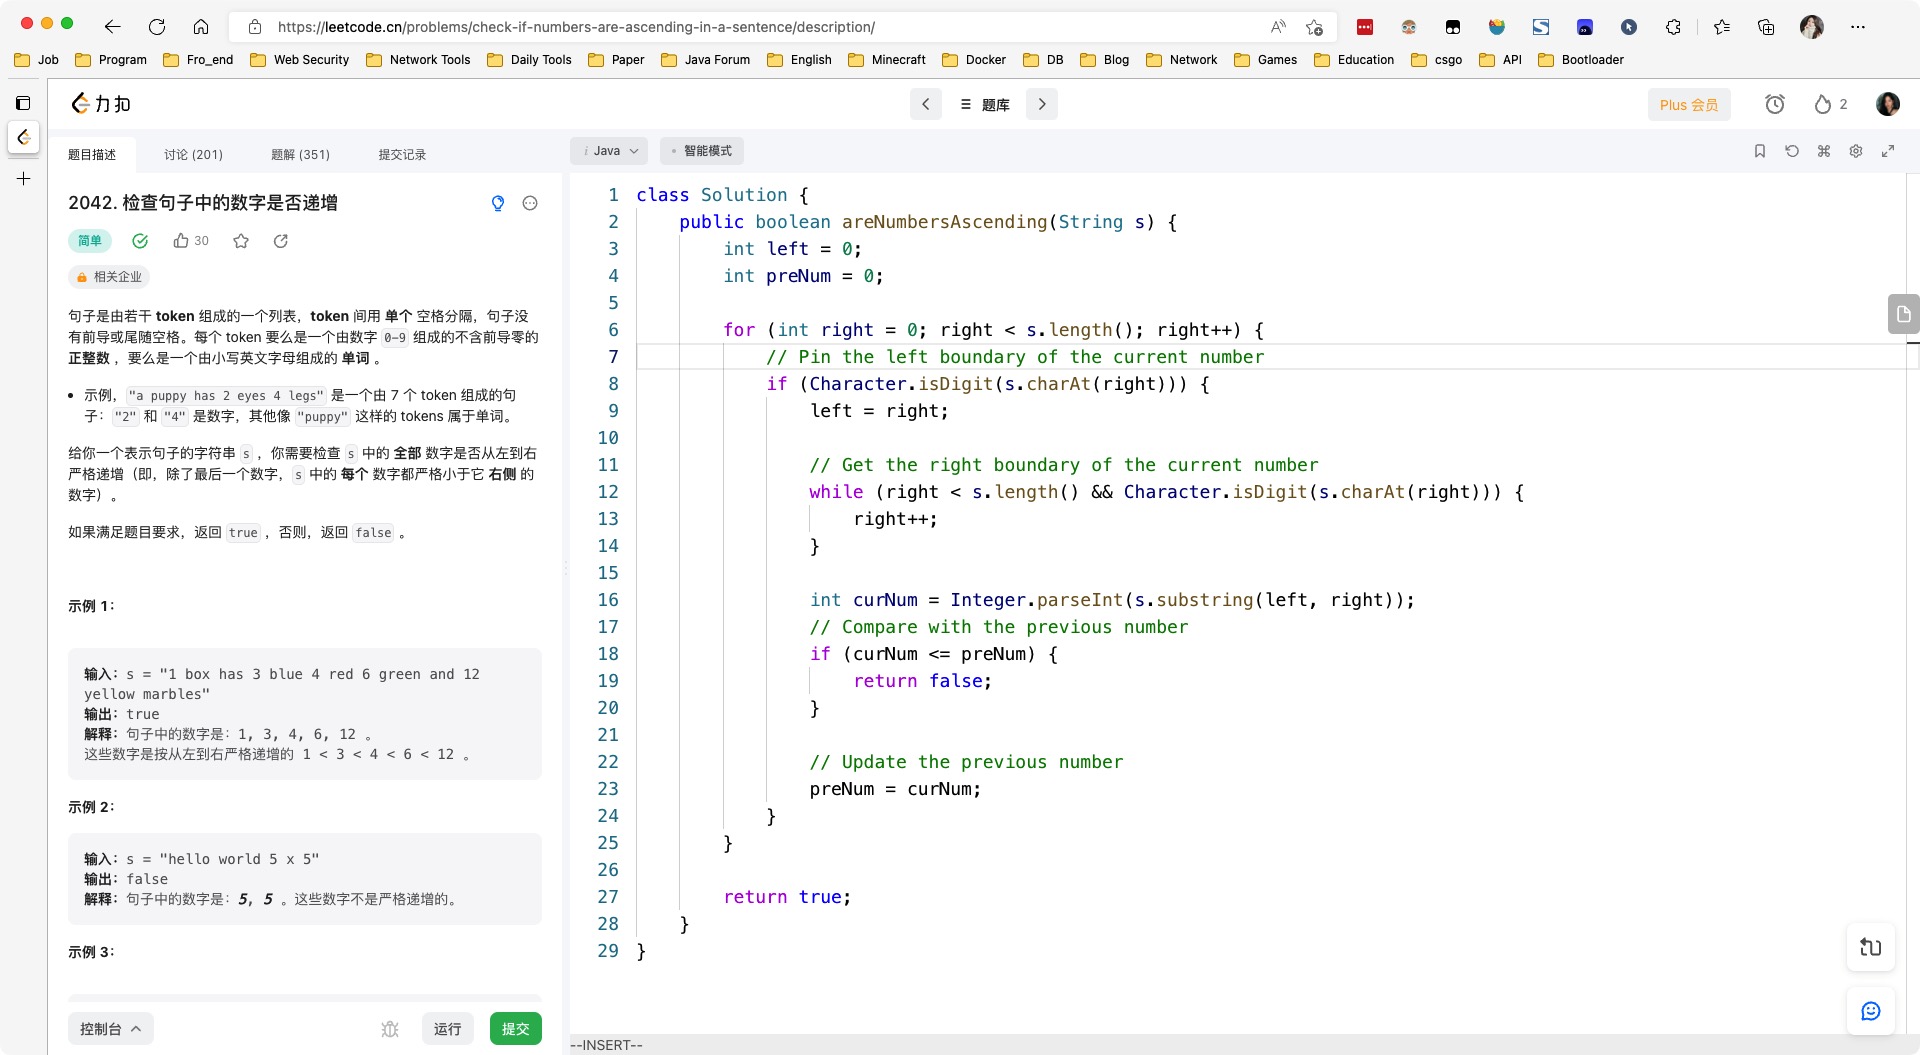 https://leetcode.cn/problems/check-if-numbers-are-ascending-in-a-sentence/description/
Job Program Fro_end Web Security Network Tools Daily Tools Paper Java Forum English Minecraft Docker DB Blog Network Games Education csgo API Bootloader
力扣
题库
Plus 会员
2
题目描述 讨论 (201) 题解 (351) 提交记录
2042. 检查句子中的数字是否递增
简单 30
相关企业
句子是由若干 token 组成的一个列表，token 间用 单个 空格分隔，句子没
有前导或尾随空格。每个 token 要么是一个由数字 0-9 组成的不含前导零的
正整数 ，要么是一个由小写英文字母组成的 单词 。
• 示例，"a puppy has 2 eyes 4 legs" 是一个由 7 个 token 组成的句
子："2" 和 "4" 是数字，其他像 "puppy" 这样的 tokens 属于单词。
给你一个表示句子的字符串 s ，你需要检查 s 中的 全部 数字是否从左到右
严格递增（即，除了最后一个数字，s 中的 每个 数字都严格小于它 右侧 的
数字）。
如果满足题目要求，返回 true ，否则，返回 false 。
示例 1：
输入：s = "1 box has 3 blue 4 red 6 green and 12
yellow marbles"
输出：true
解释：句子中的数字是：1, 3, 4, 6, 12 。
这些数字是按从左到右严格递增的 1 < 3 < 4 < 6 < 12 。
示例 2：
输入：s = "hello world 5 x 5"
输出：false
解释：句子中的数字是：5, 5 。这些数字不是严格递增的。
示例 3：
控制台 运行 提交
i Java • 智能模式
1 class Solution {
2 public boolean areNumbersAscending(String s) {
3 int left = 0;
4 int preNum = 0;
5
6 for (int right = 0; right < s.length(); right++) {
7 // Pin the left boundary of the current number
8 if (Character.isDigit(s.charAt(right))) {
9 left = right;
10
11 // Get the right boundary of the current number
12 while (right < s.length() && Character.isDigit(s.charAt(right))) {
13 right++;
14 }
15
16 int curNum = Integer.parseInt(s.substring(left, right));
17 // Compare with the previous number
18 if (curNum <= preNum) {
19 return false;
20 }
21
22 // Update the previous number
23 preNum = curNum;
24 }
25 }
26
27 return true;
28 }
29 }
--INSERT--